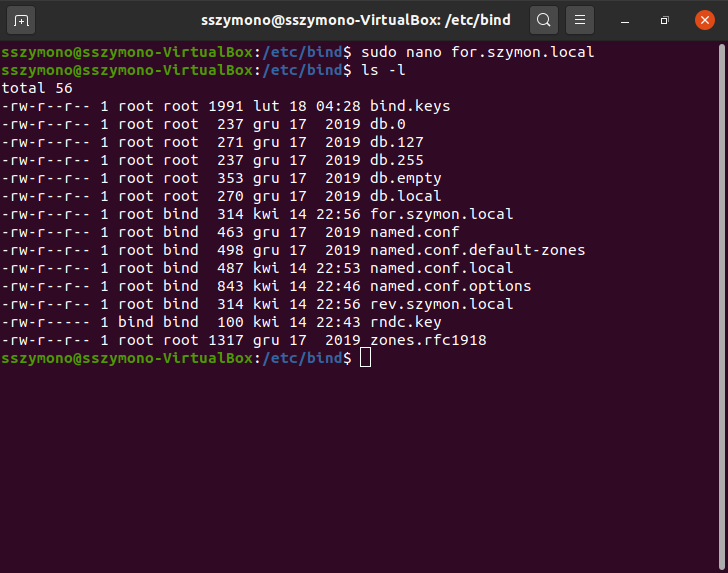 sszymono@sszymono-VirtualBox: /etc/bind
sszymono@sszymono-VirtualBox:/etc/bind$ sudo nano for.szymon.local
sszymono@sszymono-VirtualBox:/etc/bind$ ls -l
total 56
-rw-r--r-- 1 root root 1991 lut 18 04:28 bind.keys
-rw-r--r-- 1 root root  237 gru 17  2019 db.0
-rw-r--r-- 1 root root  271 gru 17  2019 db.127
-rw-r--r-- 1 root root  237 gru 17  2019 db.255
-rw-r--r-- 1 root root  353 gru 17  2019 db.empty
-rw-r--r-- 1 root root  270 gru 17  2019 db.local
-rw-r--r-- 1 root bind  314 kwi 14 22:56 for.szymon.local
-rw-r--r-- 1 root bind  463 gru 17  2019 named.conf
-rw-r--r-- 1 root bind  498 gru 17  2019 named.conf.default-zones
-rw-r--r-- 1 root bind  487 kwi 14 22:53 named.conf.local
-rw-r--r-- 1 root bind  843 kwi 14 22:46 named.conf.options
-rw-r--r-- 1 root bind  314 kwi 14 22:56 rev.szymon.local
-rw-r----- 1 bind bind  100 kwi 14 22:43 rndc.key
-rw-r--r-- 1 root root 1317 gru 17  2019 zones.rfc1918
sszymono@sszymono-VirtualBox:/etc/bind$